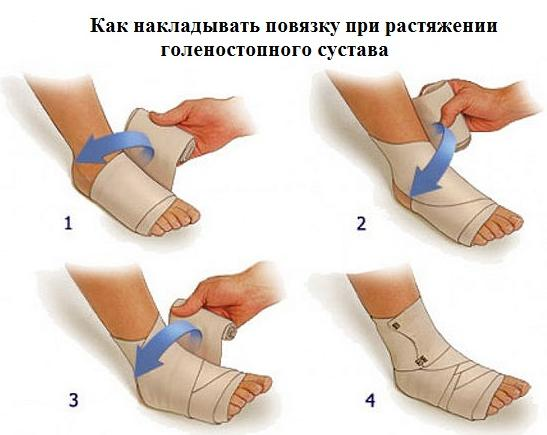 Как накладывать повязку при растяжении
голеностопного сустава
1
2
3
4